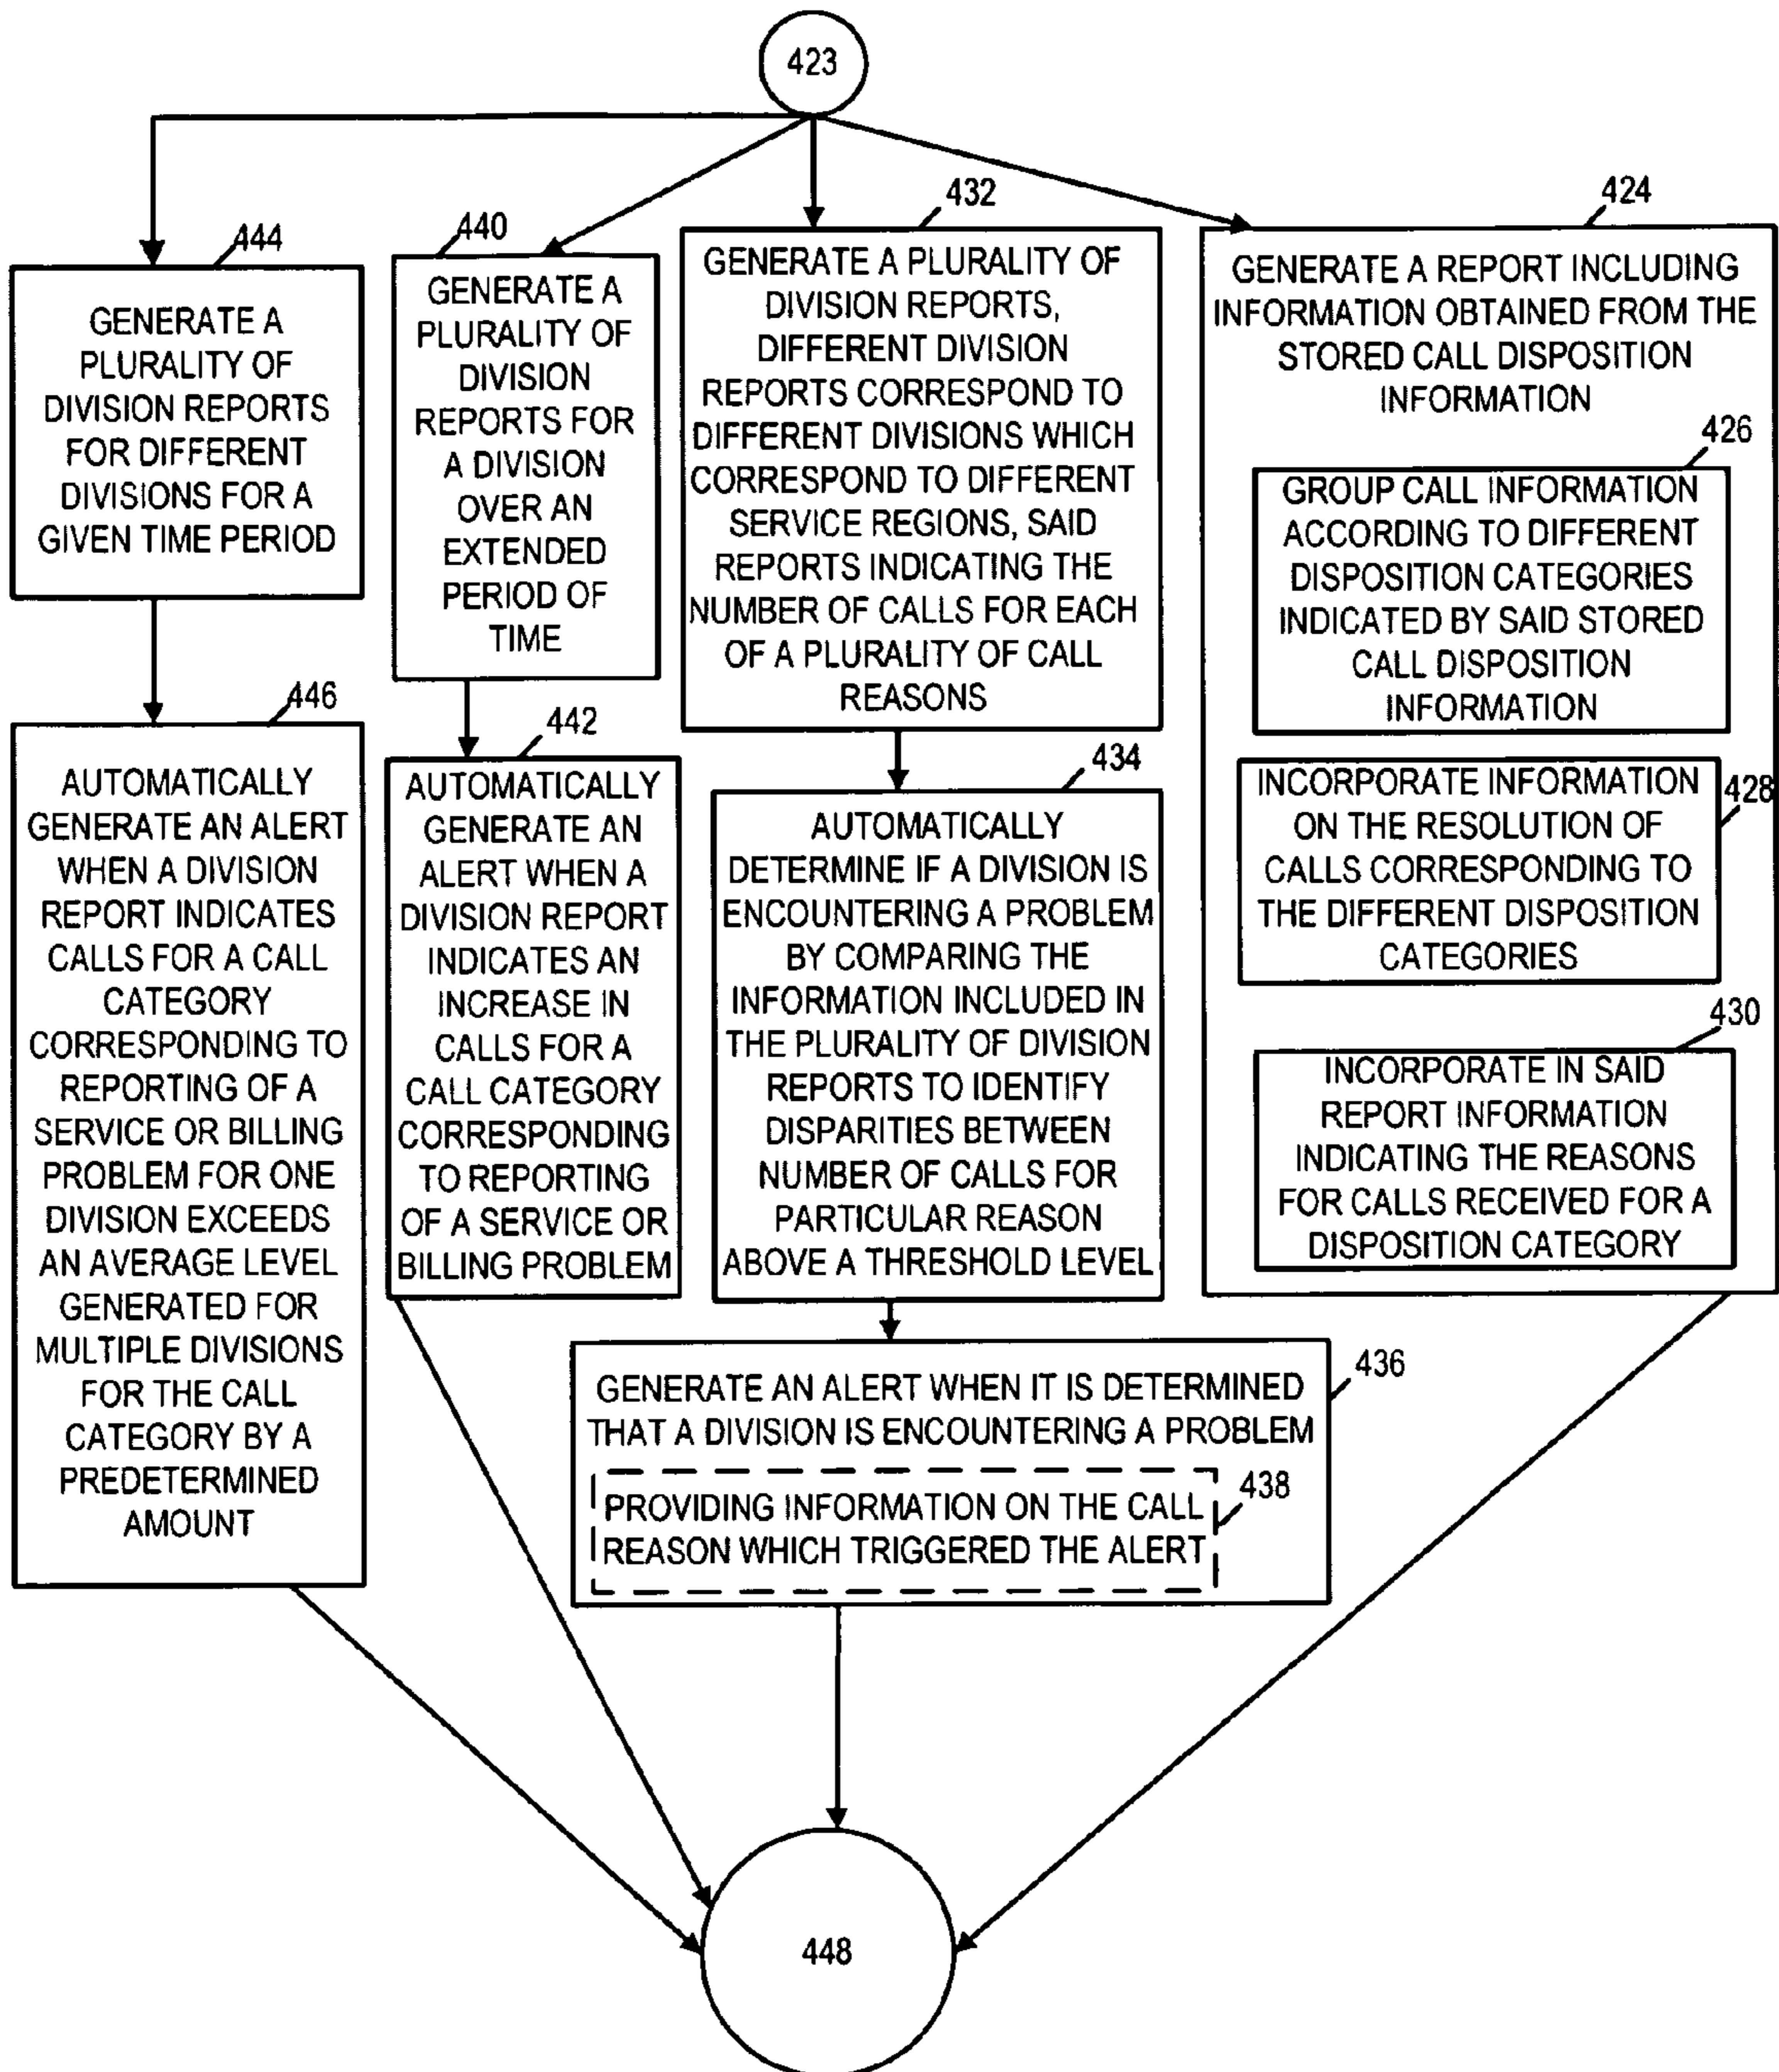 423
444
GENERATE A
PLURALITY OF
DIVISION REPORTS
FOR DIFFERENT
DIVISIONS FOR A
GIVEN TIME PERIOD
446
AUTOMATICALLY
GENERATE AN ALERT
WHEN A DIVISION
REPORT INDICATES
CALLS FOR A CALL
CATEGORY
CORRESPONDING TO
REPORTING OF A
SERVICE OR BILLING
PROBLEM FOR ONE
DIVISION EXCEEDS
AN AVERAGE LEVEL
GENERATED FOR
MULTIPLE DIVISIONS
FOR THE CALL
CATEGORY BY A
PREDETERMINED
AMOUNT
440
GENERATE A
PLURALITY OF
DIVISION
REPORTS FOR
A DIVISION
OVER AN
EXTENDED
PERIOD OF
TIME
442
AUTOMATICALLY
GENERATE AN
ALERT WHEN A
DIVISION REPORT
INDICATES AN
INCREASE IN
CALLS FOR A
CALL CATEGORY
CORRESPONDING
TO REPORTING
OF A SERVICE OR
BILLING PROBLEM
432
GENERATE A PLURALITY OF
DIVISION REPORTS,
DIFFERENT DIVISION
REPORTS CORRESPOND TO
DIFFERENT DIVISIONS WHICH
CORRESPOND TO DIFFERENT
SERVICE REGIONS, SAID
REPORTS INDICATING THE
NUMBER OF CALLS FOR EACH
OF A PLURALITY OF CALL
REASONS
434
AUTOMATICALLY
DETERMINE IF A DIVISION IS
ENCOUNTERING A PROBLEM
BY COMPARING THE
INFORMATION INCLUDED IN
THE PLURALITY OF DIVISION
REPORTS TO IDENTIFY
DISPARITIES BETWEEN
NUMBER OF CALLS FOR
PARTICULAR REASON
ABOVE A THRESHOLD LEVEL
436
GENERATE AN ALERT WHEN IT IS DETERMINED
THAT A DIVISION IS ENCOUNTERING A PROBLEM
438
PROVIDING INFORMATION ON THE CALL
REASON WHICH TRIGGERED THE ALERT
424
GENERATE A REPORT INCLUDING
INFORMATION OBTAINED FROM THE
STORED CALL DISPOSITION
INFORMATION
426
GROUP CALL INFORMATION
ACCORDING TO DIFFERENT
DISPOSITION CATEGORIES
INDICATED BY SAID STORED
CALL DISPOSITION
INFORMATION
428
INCORPORATE INFORMATION
ON THE RESOLUTION OF
CALLS CORRESPONDING TO
THE DIFFERENT DISPOSITION
CATEGORIES
430
INCORPORATE IN SAID
REPORT INFORMATION
INDICATING THE REASONS
FOR CALLS RECEIVED FOR A
DISPOSITION CATEGORY
448